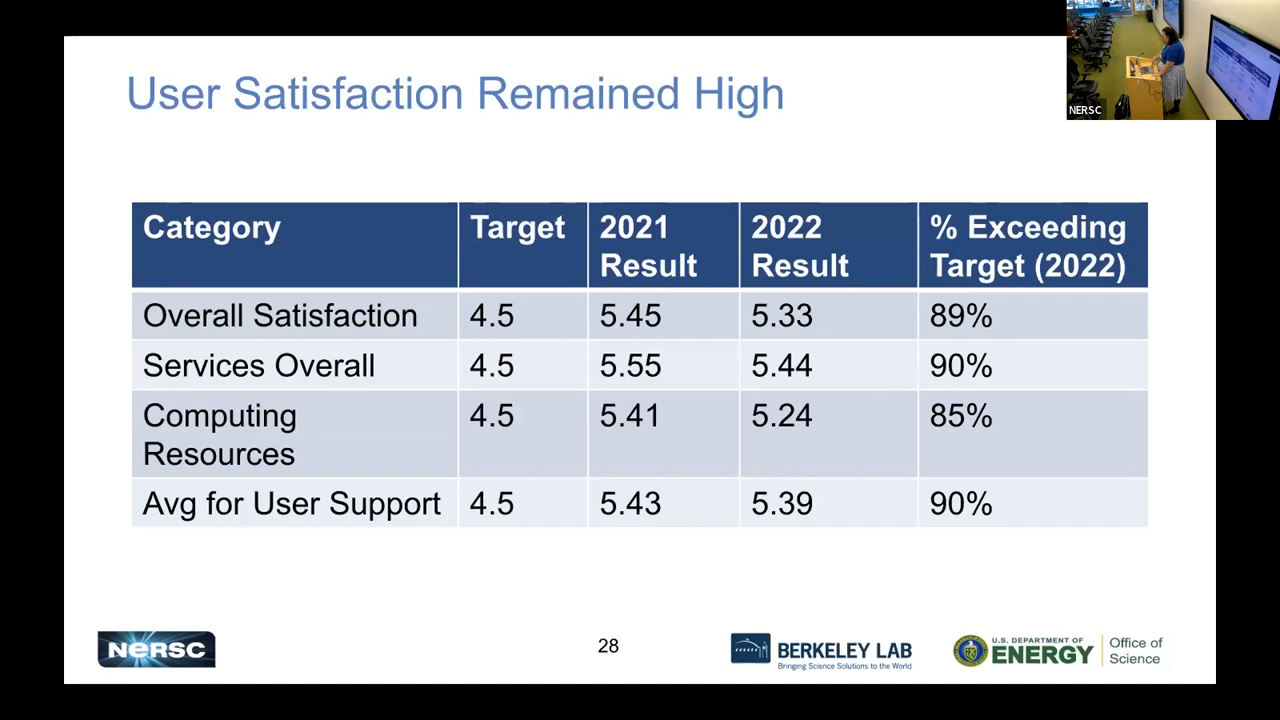 User Satisfaction Remained High
NERSC
Category Target 2021 Result 2022 Result % Exceeding Target (2022)
Overall Satisfaction 4.5 5.45 5.33 89%
Services Overall 4.5 5.55 5.44 90%
Computing Resources 4.5 5.41 5.24 85%
Avg for User Support 4.5 5.43 5.39 90%
NERSC
28
BERKELEY LAB
Bringing Science Solutions to the World
U.S. DEPARTMENT OF
ENERGY
Office of
Science